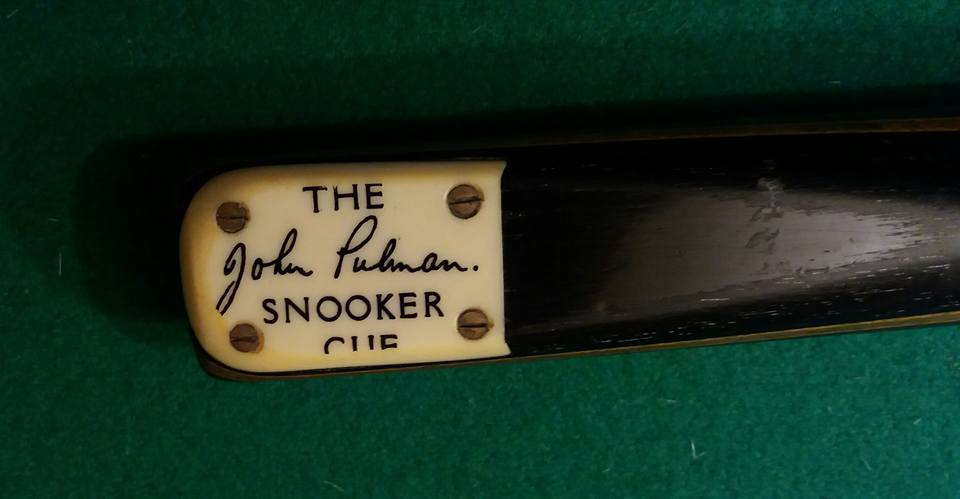 THE
John Pulman.
SNOOKER
CUE